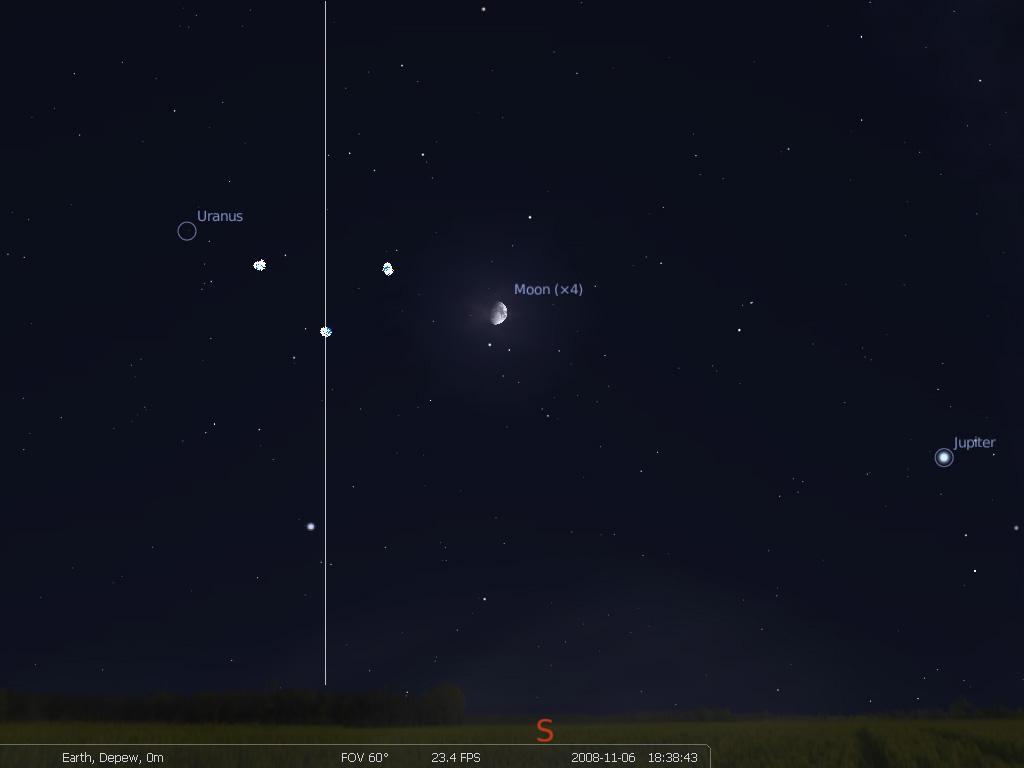 Uranus
Moon (×4)
Jupiter
S
Earth, Depew, 0m FOV 60° 23.4 FPS 2008-11-06 18:38:43